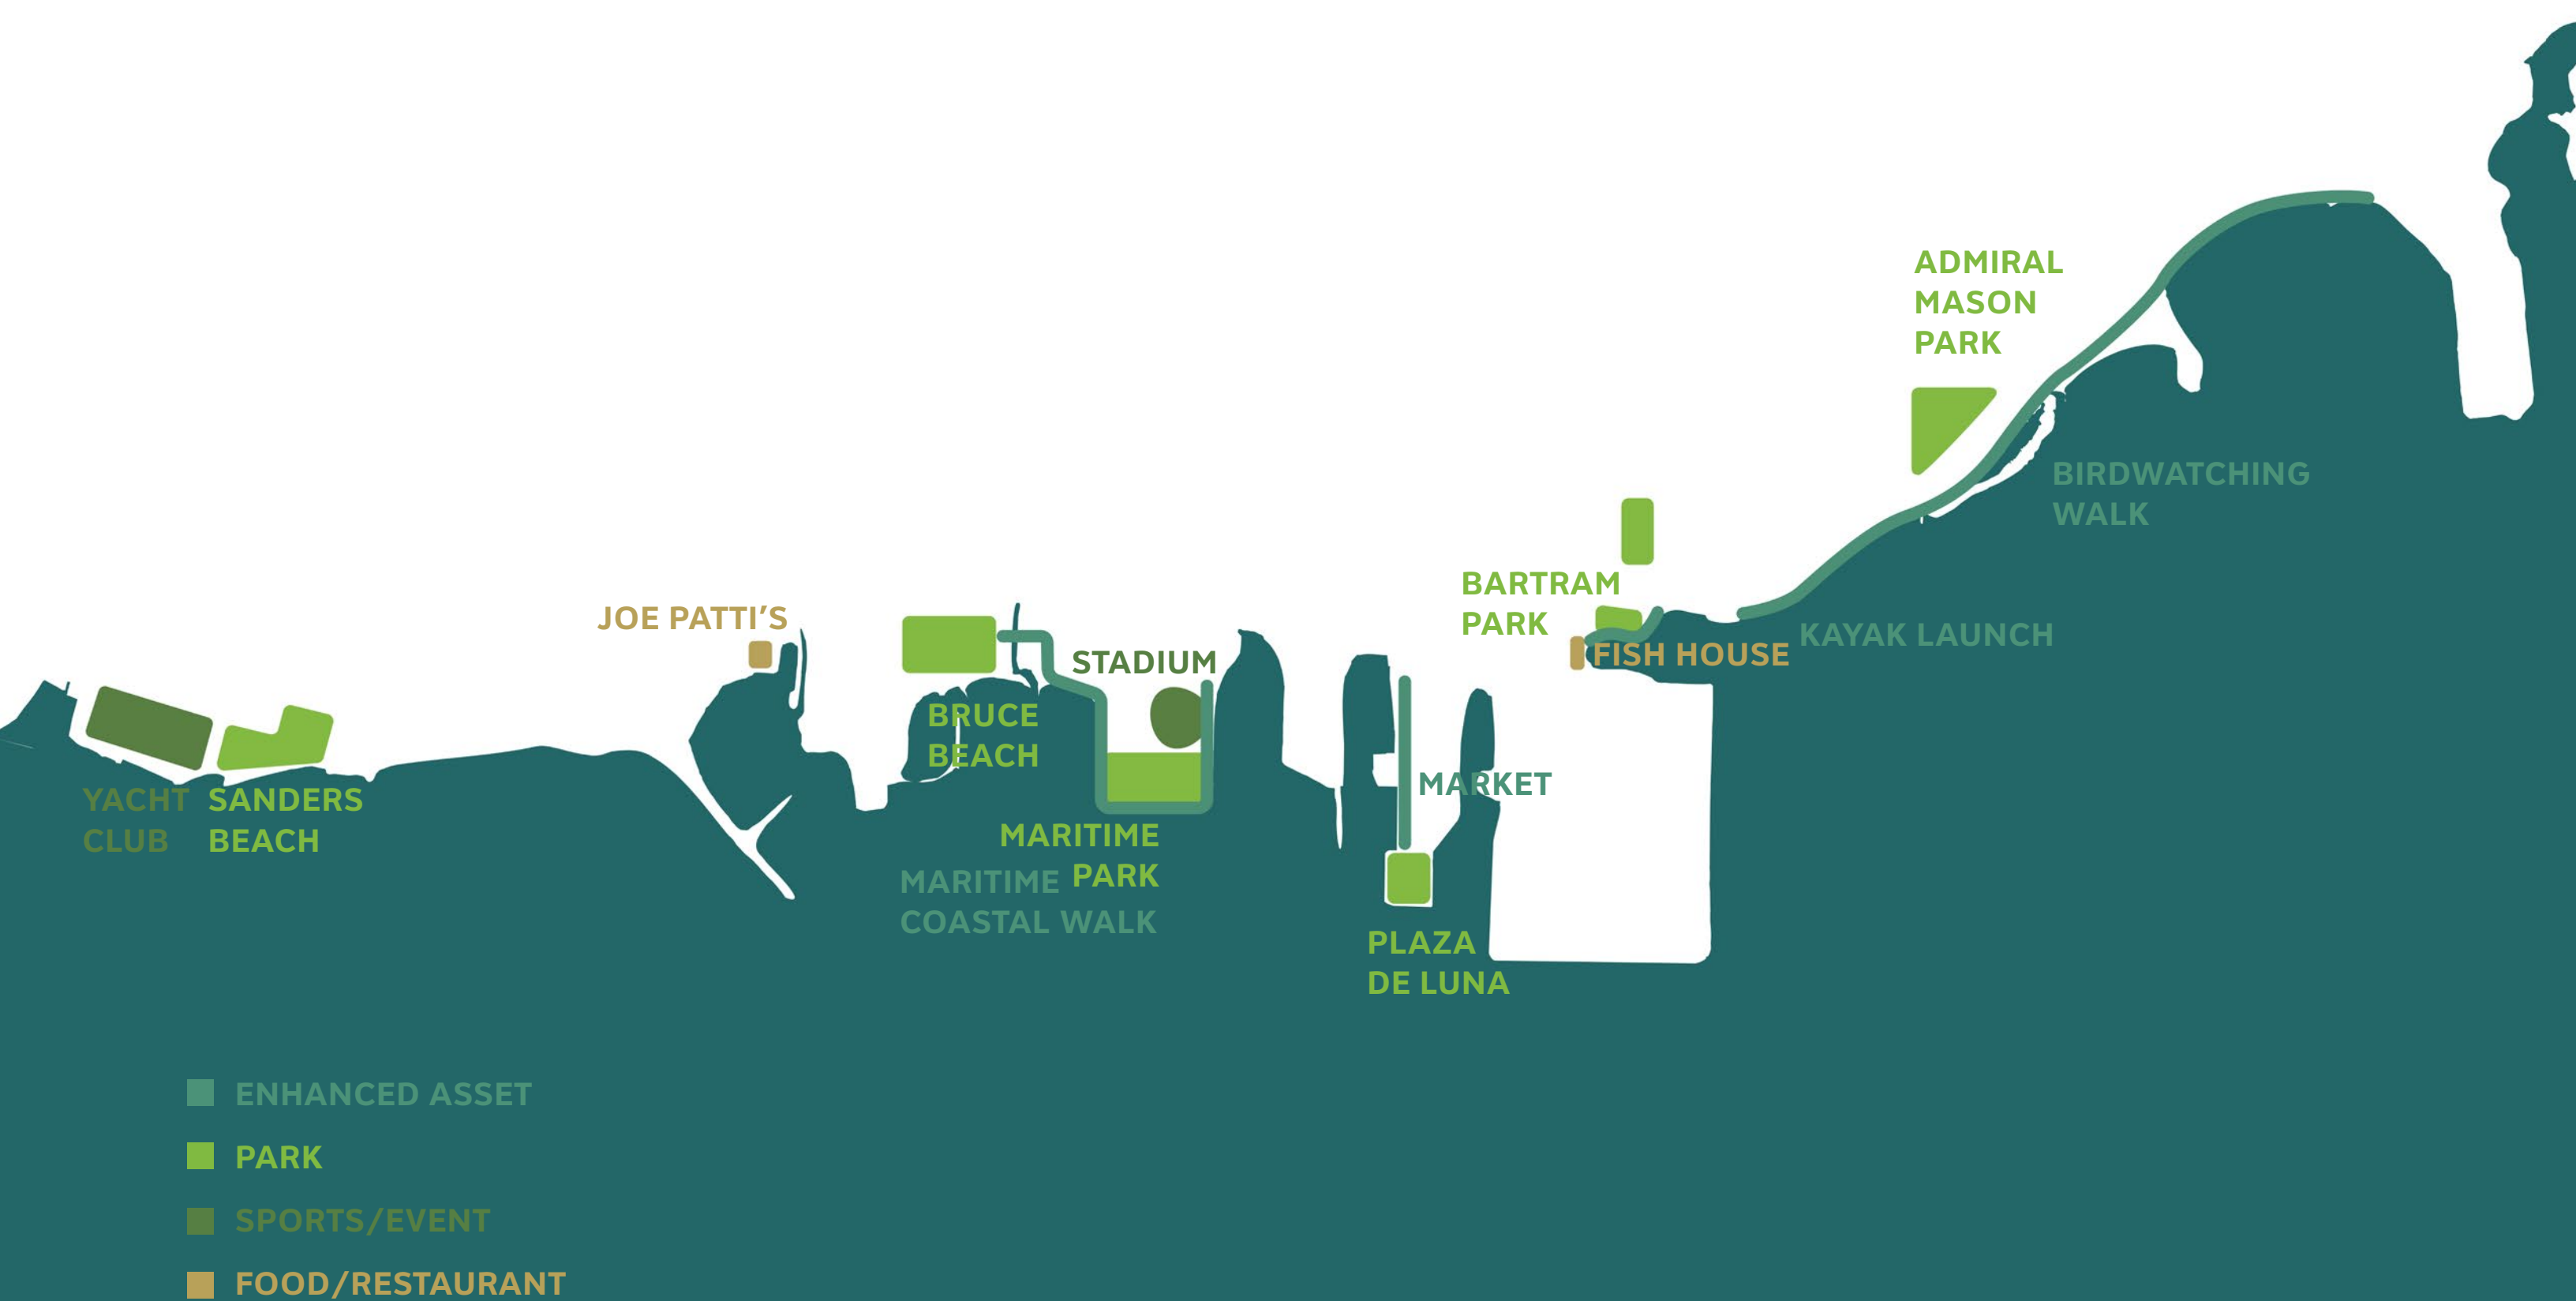 ADMIRAL
MASON
PARK
BIRDWATCHING
WALK
BARTRAM
PARK
JOE PATTI’S
KAYAK LAUNCH
FISH HOUSE
STADIUM
BRUCE
BEACH
MARKET
YACHT
CLUB
SANDERS
BEACH
MARITIME
PARK
MARITIME
COASTAL WALK
PLAZA
DE LUNA
ENHANCED ASSET
PARK
SPORTS/EVENT
FOOD/RESTAURANT